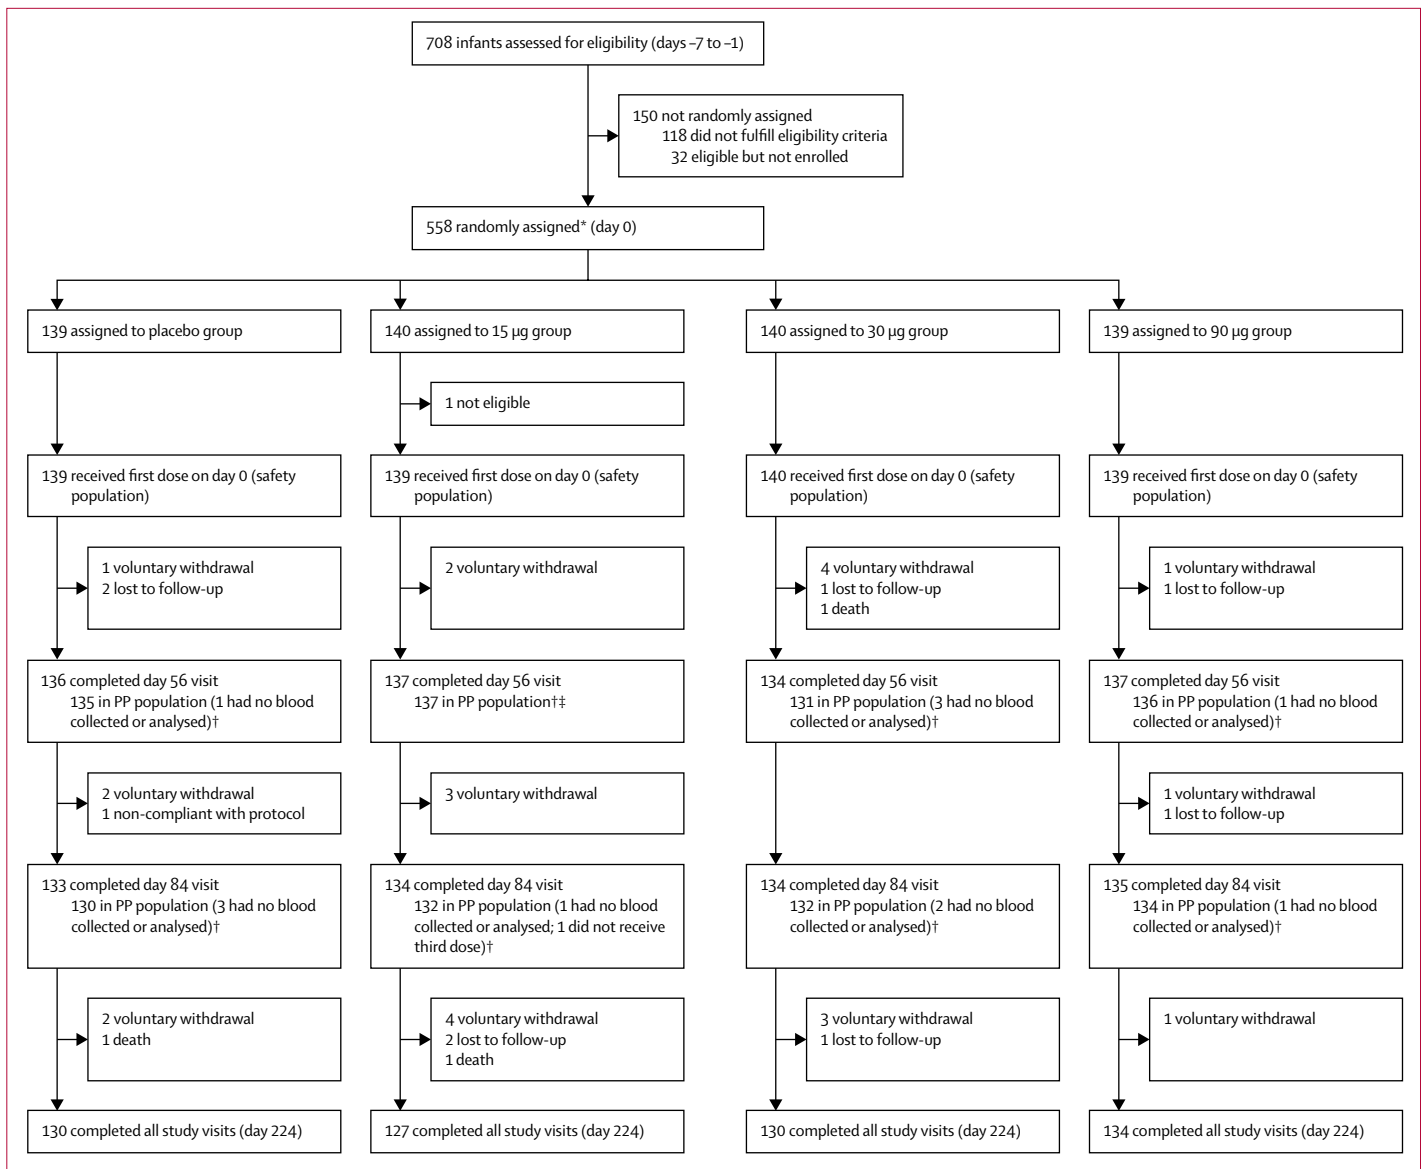 708 infants assessed for eligibility (days –7 to –1)
150 not randomly assigned
118 did not fulfill eligibility criteria
32 eligible but not enrolled
558 randomly assigned* (day 0)
139 assigned to placebo group
140 assigned to 15 µg group
140 assigned to 30 µg group
139 assigned to 90 µg group
1 not eligible
139 received first dose on day 0 (safety
population)
139 received first dose on day 0 (safety
population)
140 received first dose on day 0 (safety
population)
139 received first dose on day 0 (safety
population)
1 voluntary withdrawal
2 lost to follow-up
2 voluntary withdrawal
4 voluntary withdrawal
1 lost to follow-up
1 death
1 voluntary withdrawal
1 lost to follow-up
136 completed day 56 visit
135 in PP population (1 had no blood
collected or analysed)†
137 completed day 56 visit
137 in PP population†‡
134 completed day 56 visit
131 in PP population (3 had no blood
collected or analysed)†
137 completed day 56 visit
136 in PP population (1 had no blood
collected or analysed)†
2 voluntary withdrawal
1 non-compliant with protocol
3 voluntary withdrawal
1 voluntary withdrawal
1 lost to follow-up
133 completed day 84 visit
130 in PP population (3 had no blood
collected or analysed)†
134 completed day 84 visit
132 in PP population (1 had no blood
collected or analysed; 1 did not receive
third dose)†
134 completed day 84 visit
132 in PP population (2 had no blood
collected or analysed)†
135 completed day 84 visit
134 in PP population (1 had no blood
collected or analysed)†
2 voluntary withdrawal
1 death
4 voluntary withdrawal
2 lost to follow-up
1 death
3 voluntary withdrawal
1 lost to follow-up
1 voluntary withdrawal
130 completed all study visits (day 224)
127 completed all study visits (day 224)
130 completed all study visits (day 224)
134 completed all study visits (day 224)